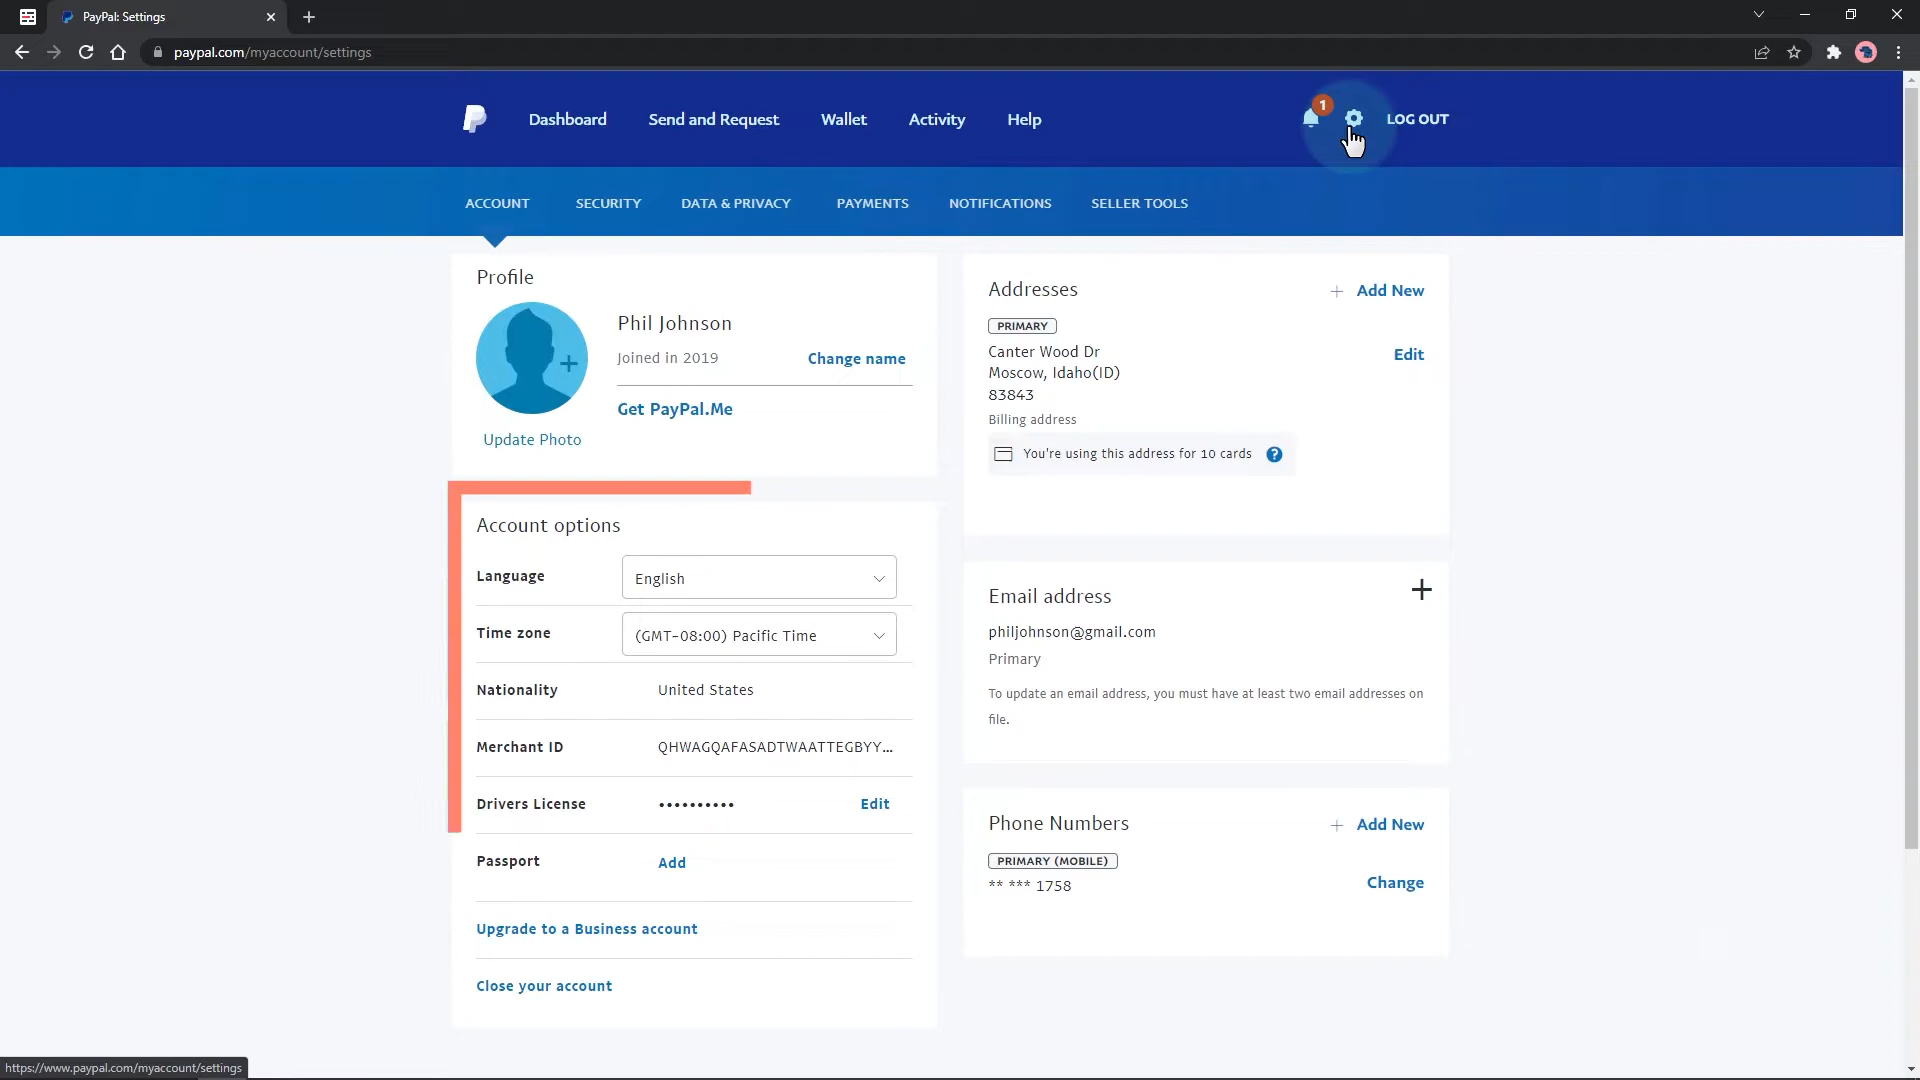 PayPal: Settings
paypal.com/myaccount/settings
Dashboard
Send and Request
Wallet
Activity
Help
1
LOG OUT
ACCOUNT
SECURITY
DATA & PRIVACY
PAYMENTS
NOTIFICATIONS
SELLER TOOLS
Profile
Phil Johnson
Joined in 2019
Change name
Get PayPal.Me
Update Photo
Account options
Language
English
Time zone
(GMT-08:00) Pacific Time
Nationality
United States
Merchant ID
QHWAGQAFASADTWAATTEGBYY...
Drivers License
••••••••••
Edit
Passport
Add
Upgrade to a Business account
Close your account
Addresses
+ Add New
PRIMARY
Canter Wood Dr
Edit
Moscow, Idaho(ID)
83843
Billing address
You're using this address for 10 cards ?
Email address
+
philjohnson@gmail.com
Primary
To update an email address, you must have at least two email addresses on
file.
Phone Numbers
+ Add New
PRIMARY (MOBILE)
** *** 1758
Change
https://www.paypal.com/myaccount/settings